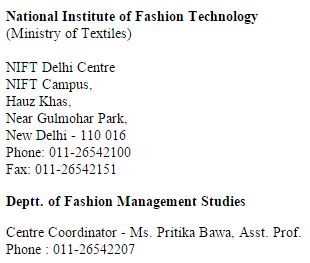 National Institute of Fashion Technology
(Ministry of Textiles)
NIFT Delhi Centre
NIFT Campus,
Hauz Khas,
Near Gulmohar Park,
New Delhi - 110 016
Phone: 011-26542100
Fax: 011-26542151
Deptt. of Fashion Management Studies
Centre Coordinator - Ms. Pritika Bawa, Asst. Prof.
Phone : 011-26542207